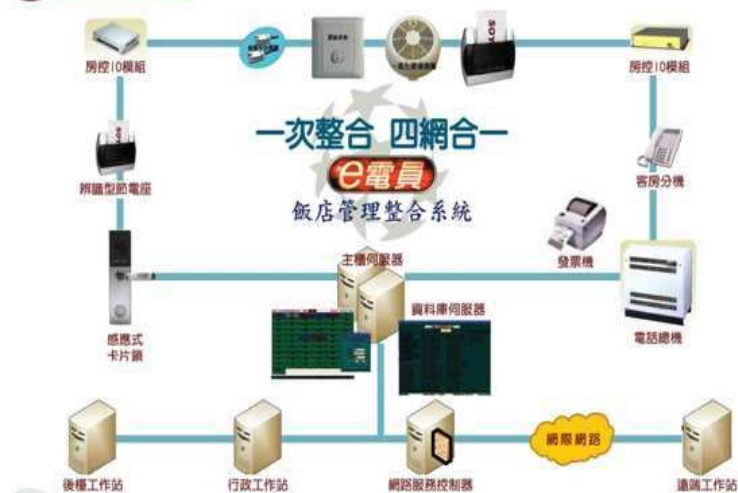 房控IO模組
房控IO模組
一次整合 四網合一
e電員
飯店管理整合系統
辨識型節電座
客房分機
發票機
主櫃伺服器
資料庫伺服器
感應式
卡片鎖
電話總機
網際網路
後檯工作站
行政工作站
網路服務控制器
遠端工作站